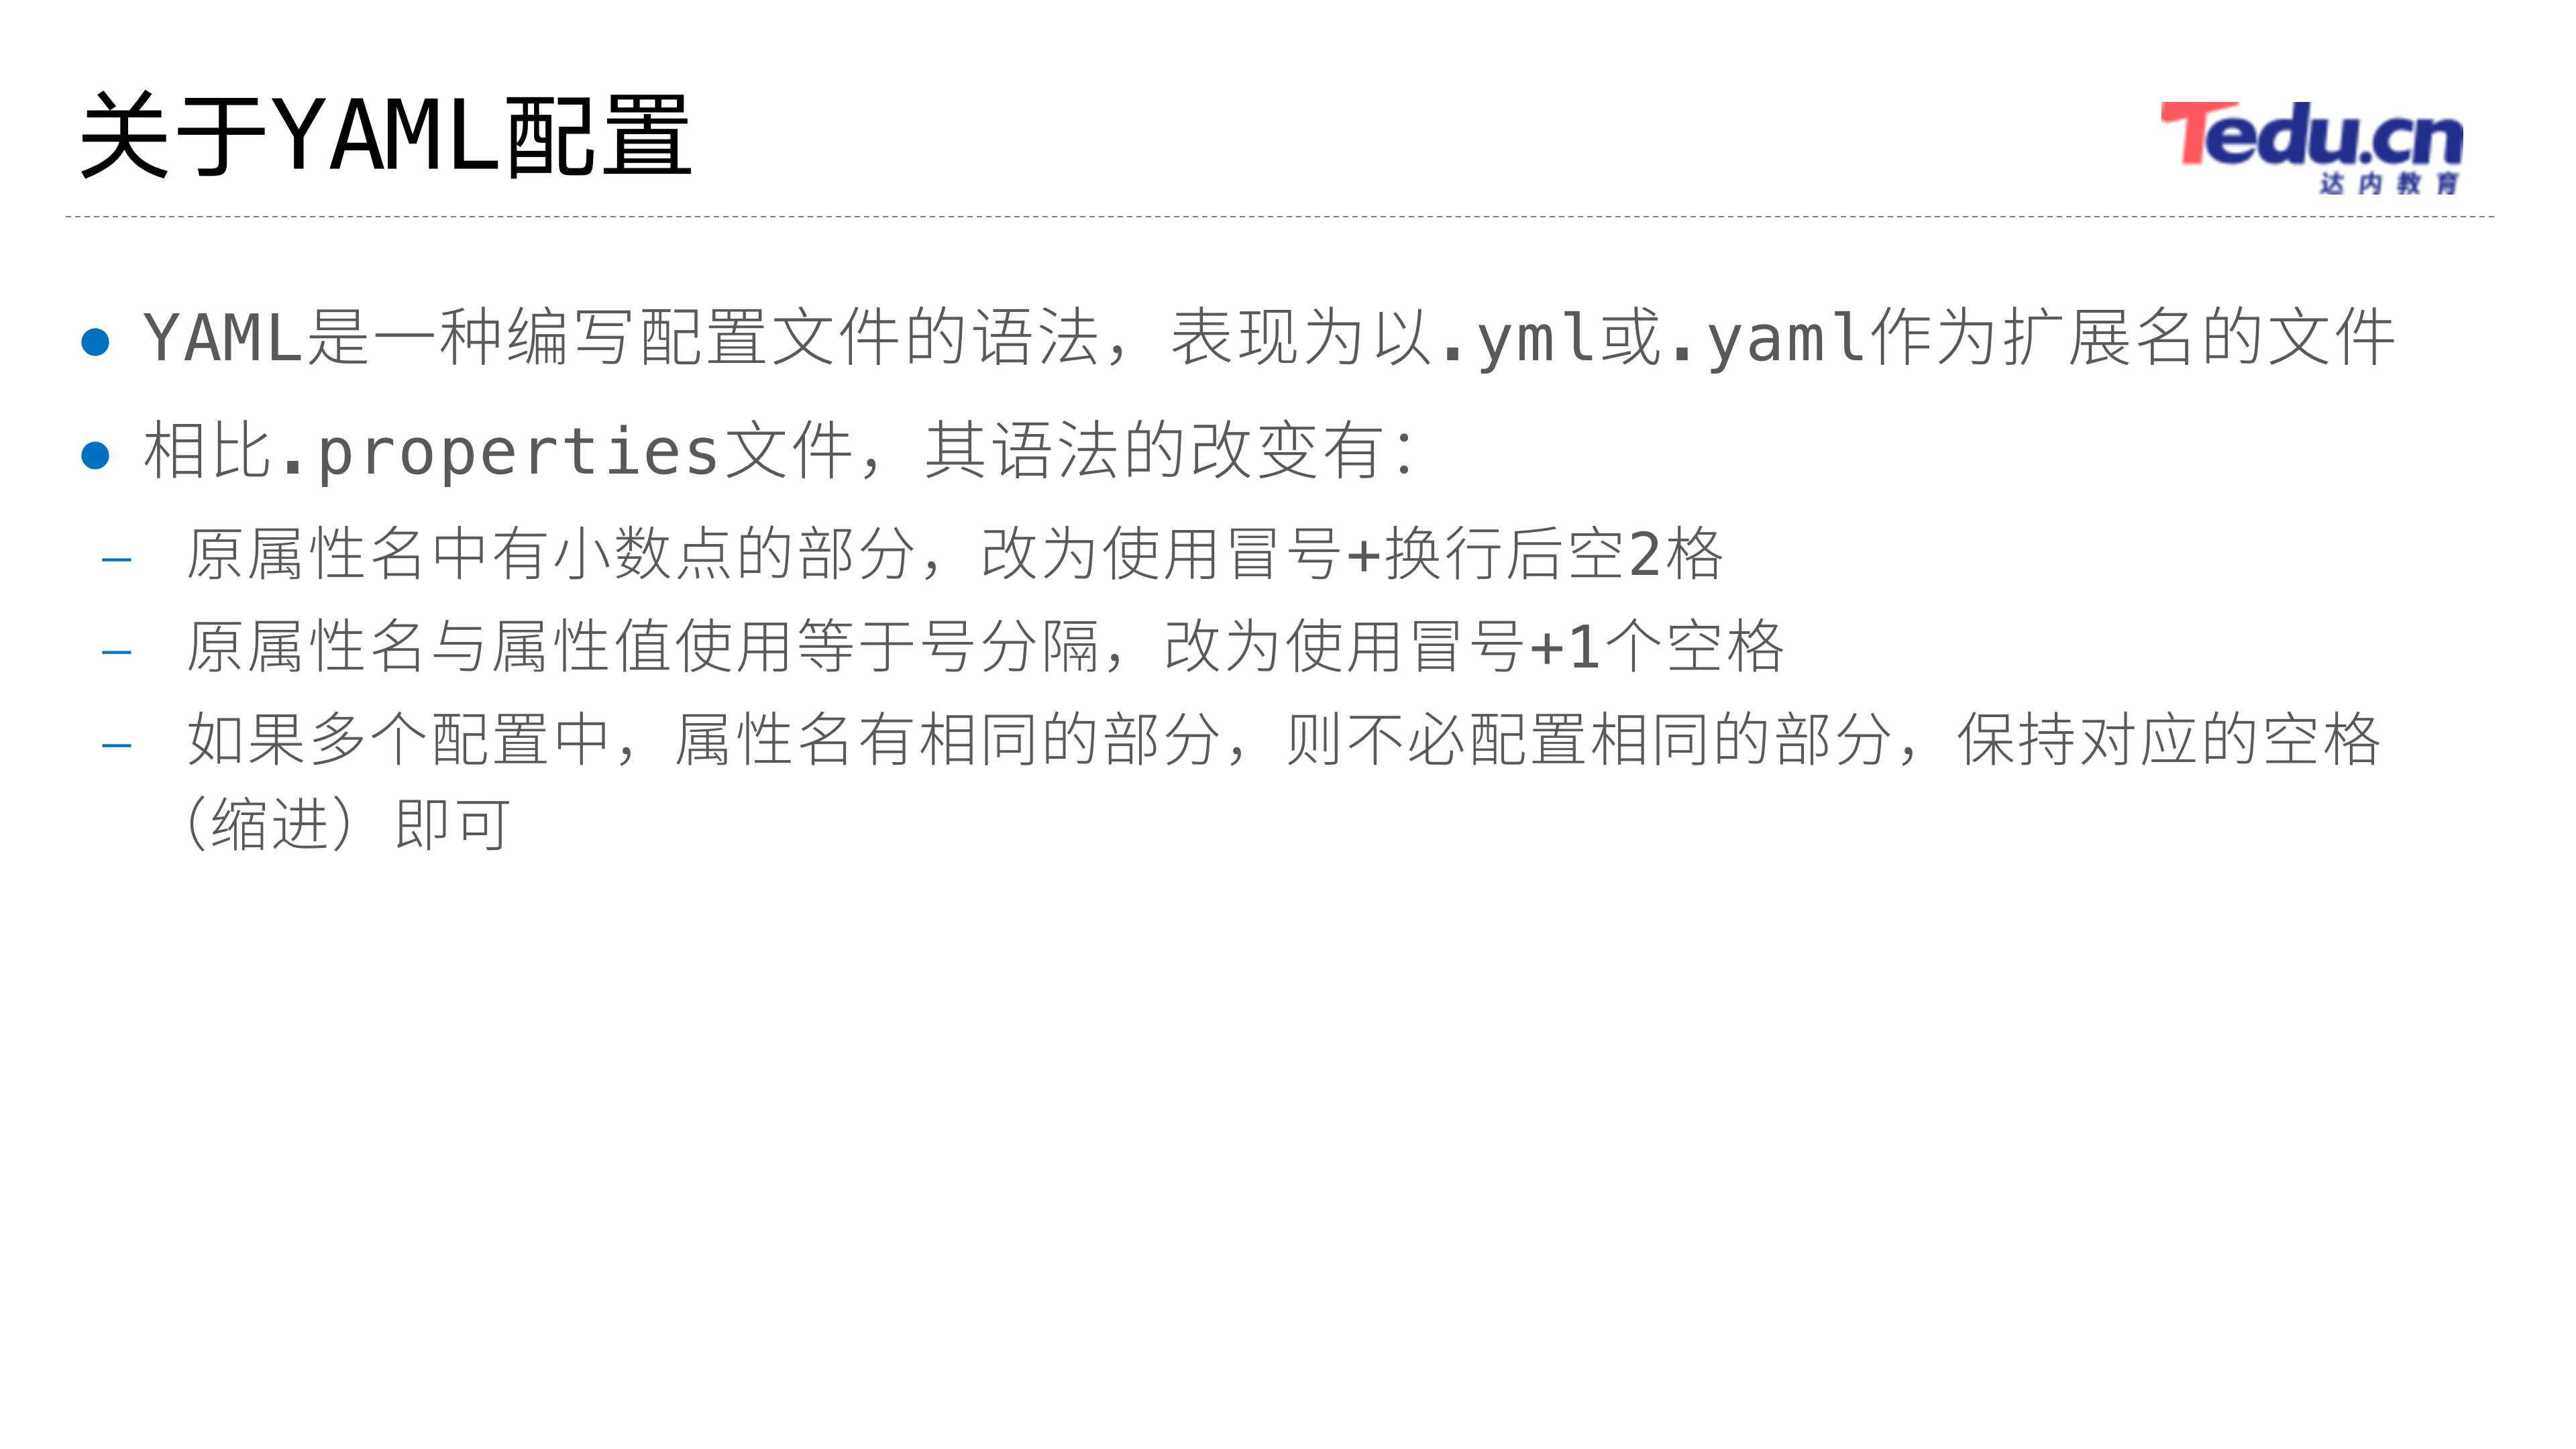 关于YAML配置
Tedu.cn
达内教育
● YAML是一种编写配置文件的语法，表现为以.yml或.yaml作为扩展名的文件
● 相比.properties文件，其语法的改变有：
– 原属性名中有小数点的部分，改为使用冒号+换行后空2格
– 原属性名与属性值使用等于号分隔，改为使用冒号+1个空格
– 如果多个配置中，属性名有相同的部分，则不必配置相同的部分，保持对应的空格
（缩进）即可